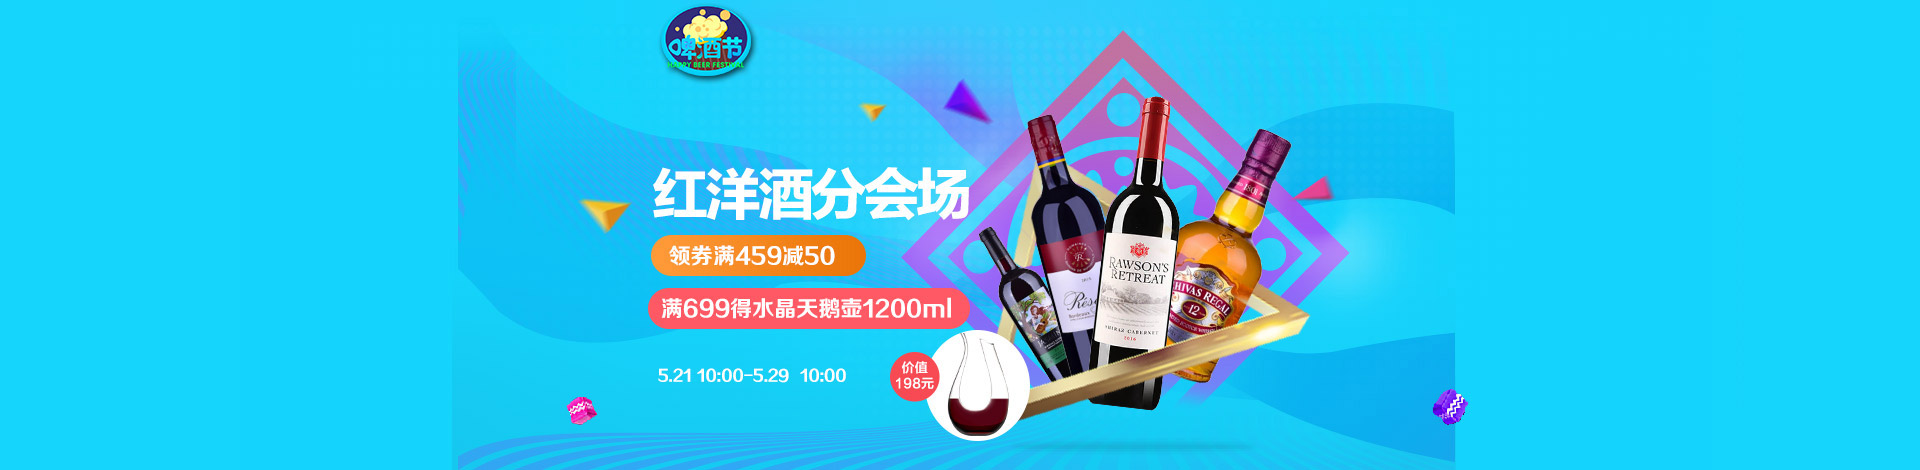 啤酒节
HAPPY BEER FESTIVAL
红洋酒分会场
领券满459减50
满699得水晶天鹅壶1200ml
5.21 10:00-5.29 10:00
价值
198元
RAWSON'S
RETREAT
SHIRAZ CABERNET
2016
CHIVAS REGAL
12